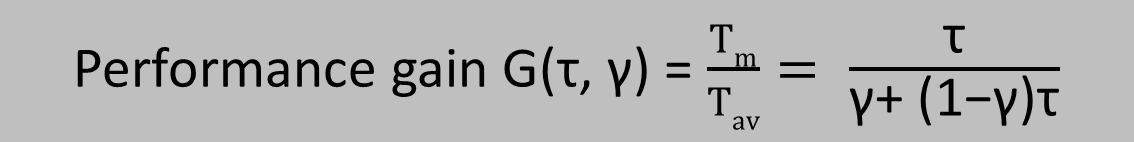 Performance gain G(τ, γ) = T_m/T_av = τ/γ+ (1−γ)τ